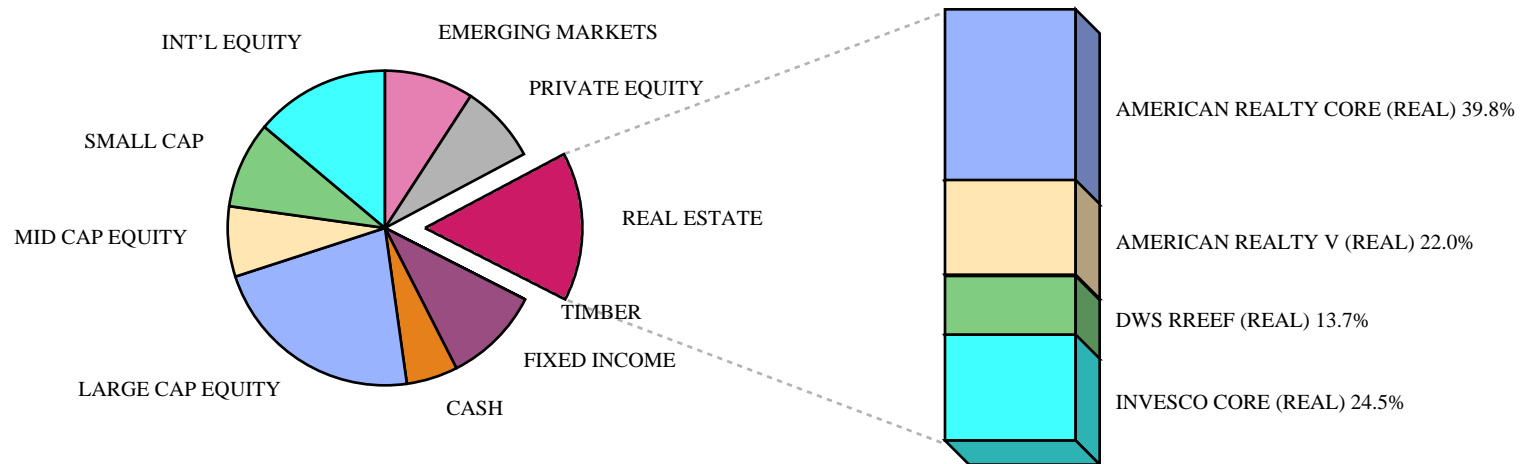 INT'L EQUITY
EMERGING MARKETS
PRIVATE EQUITY
SMALL CAP
REAL ESTATE
MID CAP EQUITY
TIMBER
FIXED INCOME
LARGE CAP EQUITY
CASH
AMERICAN REALTY CORE (REAL) 39.8%
AMERICAN REALTY V (REAL) 22.0%
DWS RREEF (REAL) 13.7%
INVESCO CORE (REAL) 24.5%